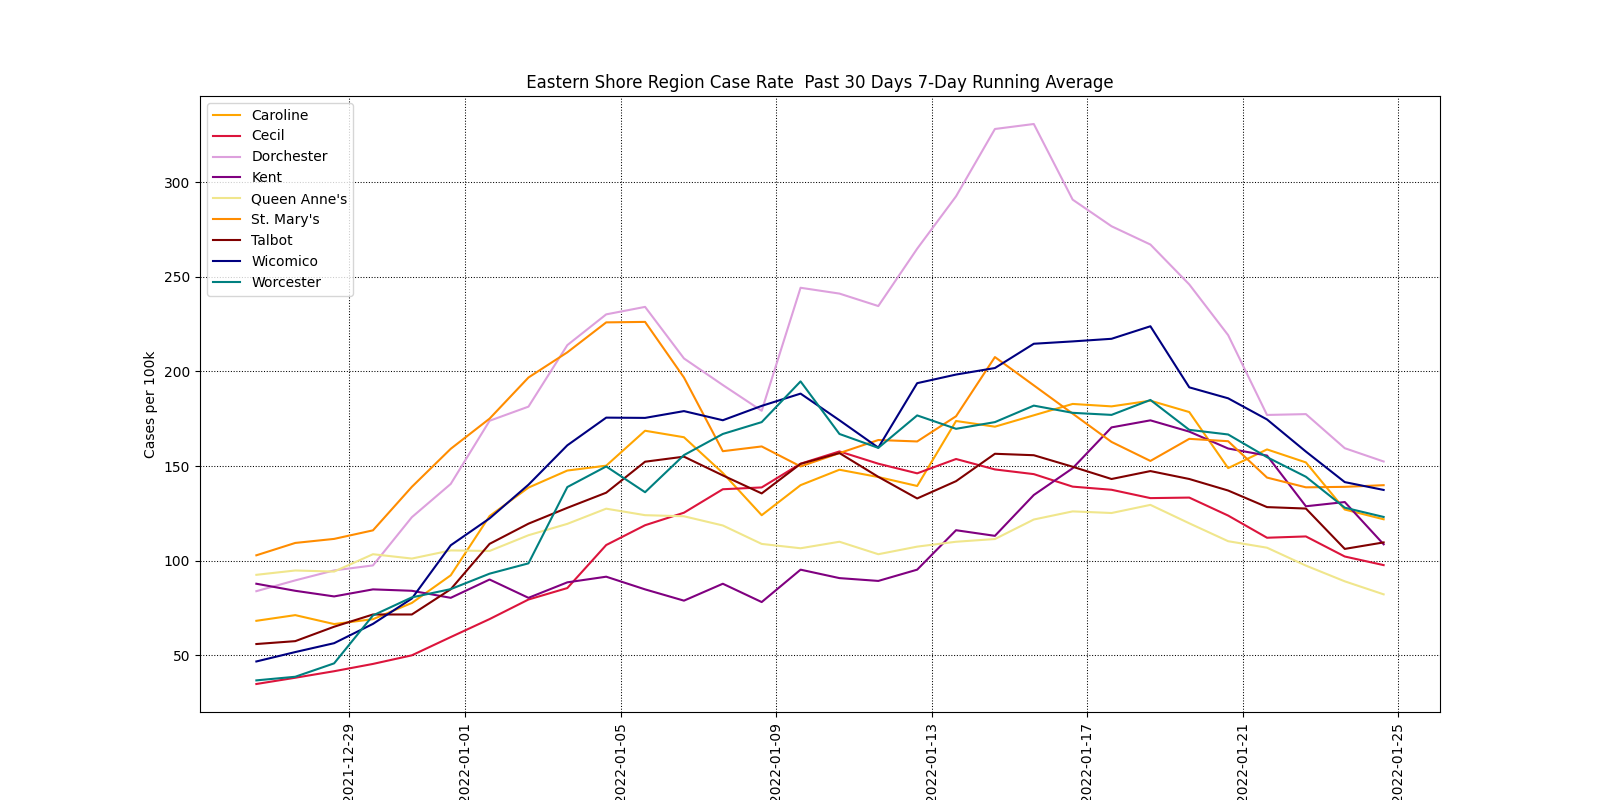 Eastern Shore Region Case Rate  Past 30 Days 7-Day Running Average
Caroline
Cecil
Dorchester
Kent
Queen Anne's
St. Mary's
Talbot
Wicomico
Worcester
Cases per 100k
300
250
200
150
100
50
2021-12-29
2022-01-01
2022-01-05
2022-01-09
2022-01-13
2022-01-17
2022-01-21
2022-01-25